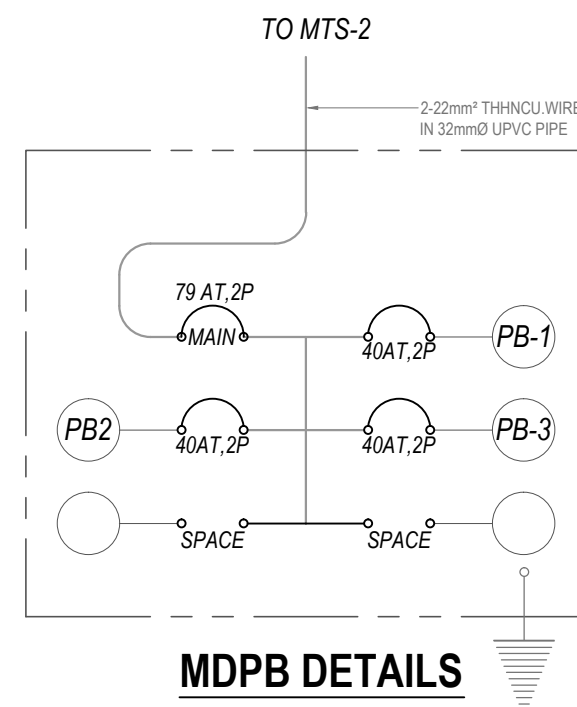 TO MTS-2
2-22mm² THHNCU.WIRE
IN 32mmØ UPVC PIPE
79 AT,2P
MAIN
40AT,2P
PB-1
PB2
40AT,2P
40AT,2P
PB-3
SPACE
SPACE
MDPB DETAILS